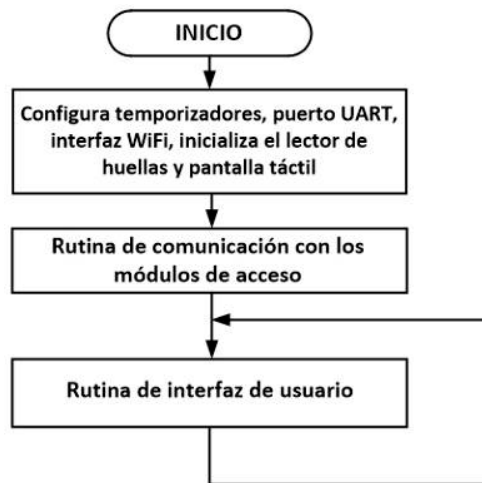 INICIO
Configura temporizadores, puerto UART,
interfaz WiFi, inicializa el lector de
huellas y pantalla táctil
Rutina de comunicación con los
módulos de acceso
Rutina de interfaz de usuario